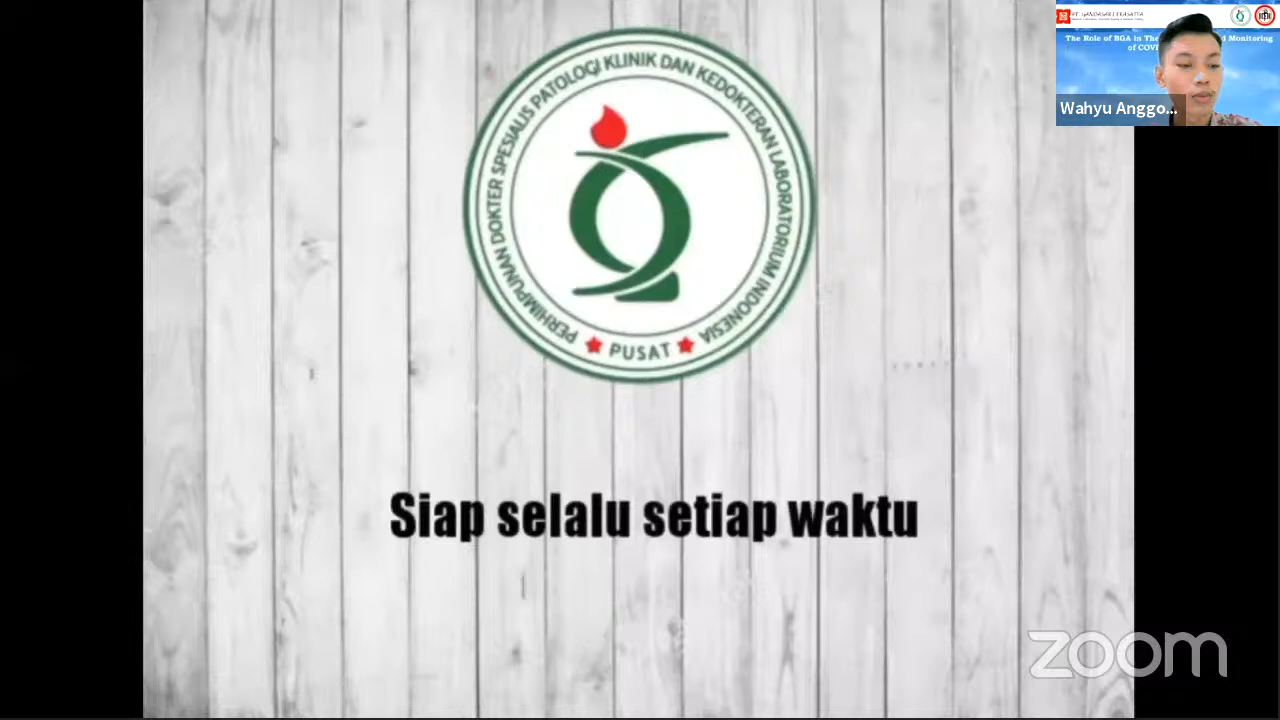 PERHIMPUNAN DOKTER SPESIALIS PATOLOGI KLINIK DAN KEDOKTERAN LABORATORIUM INDONESIA
PUSAT
Siap selalu setiap waktu
The Role of BGA in The Monitoring
of COVI
Wahyu Anggo...
zoom